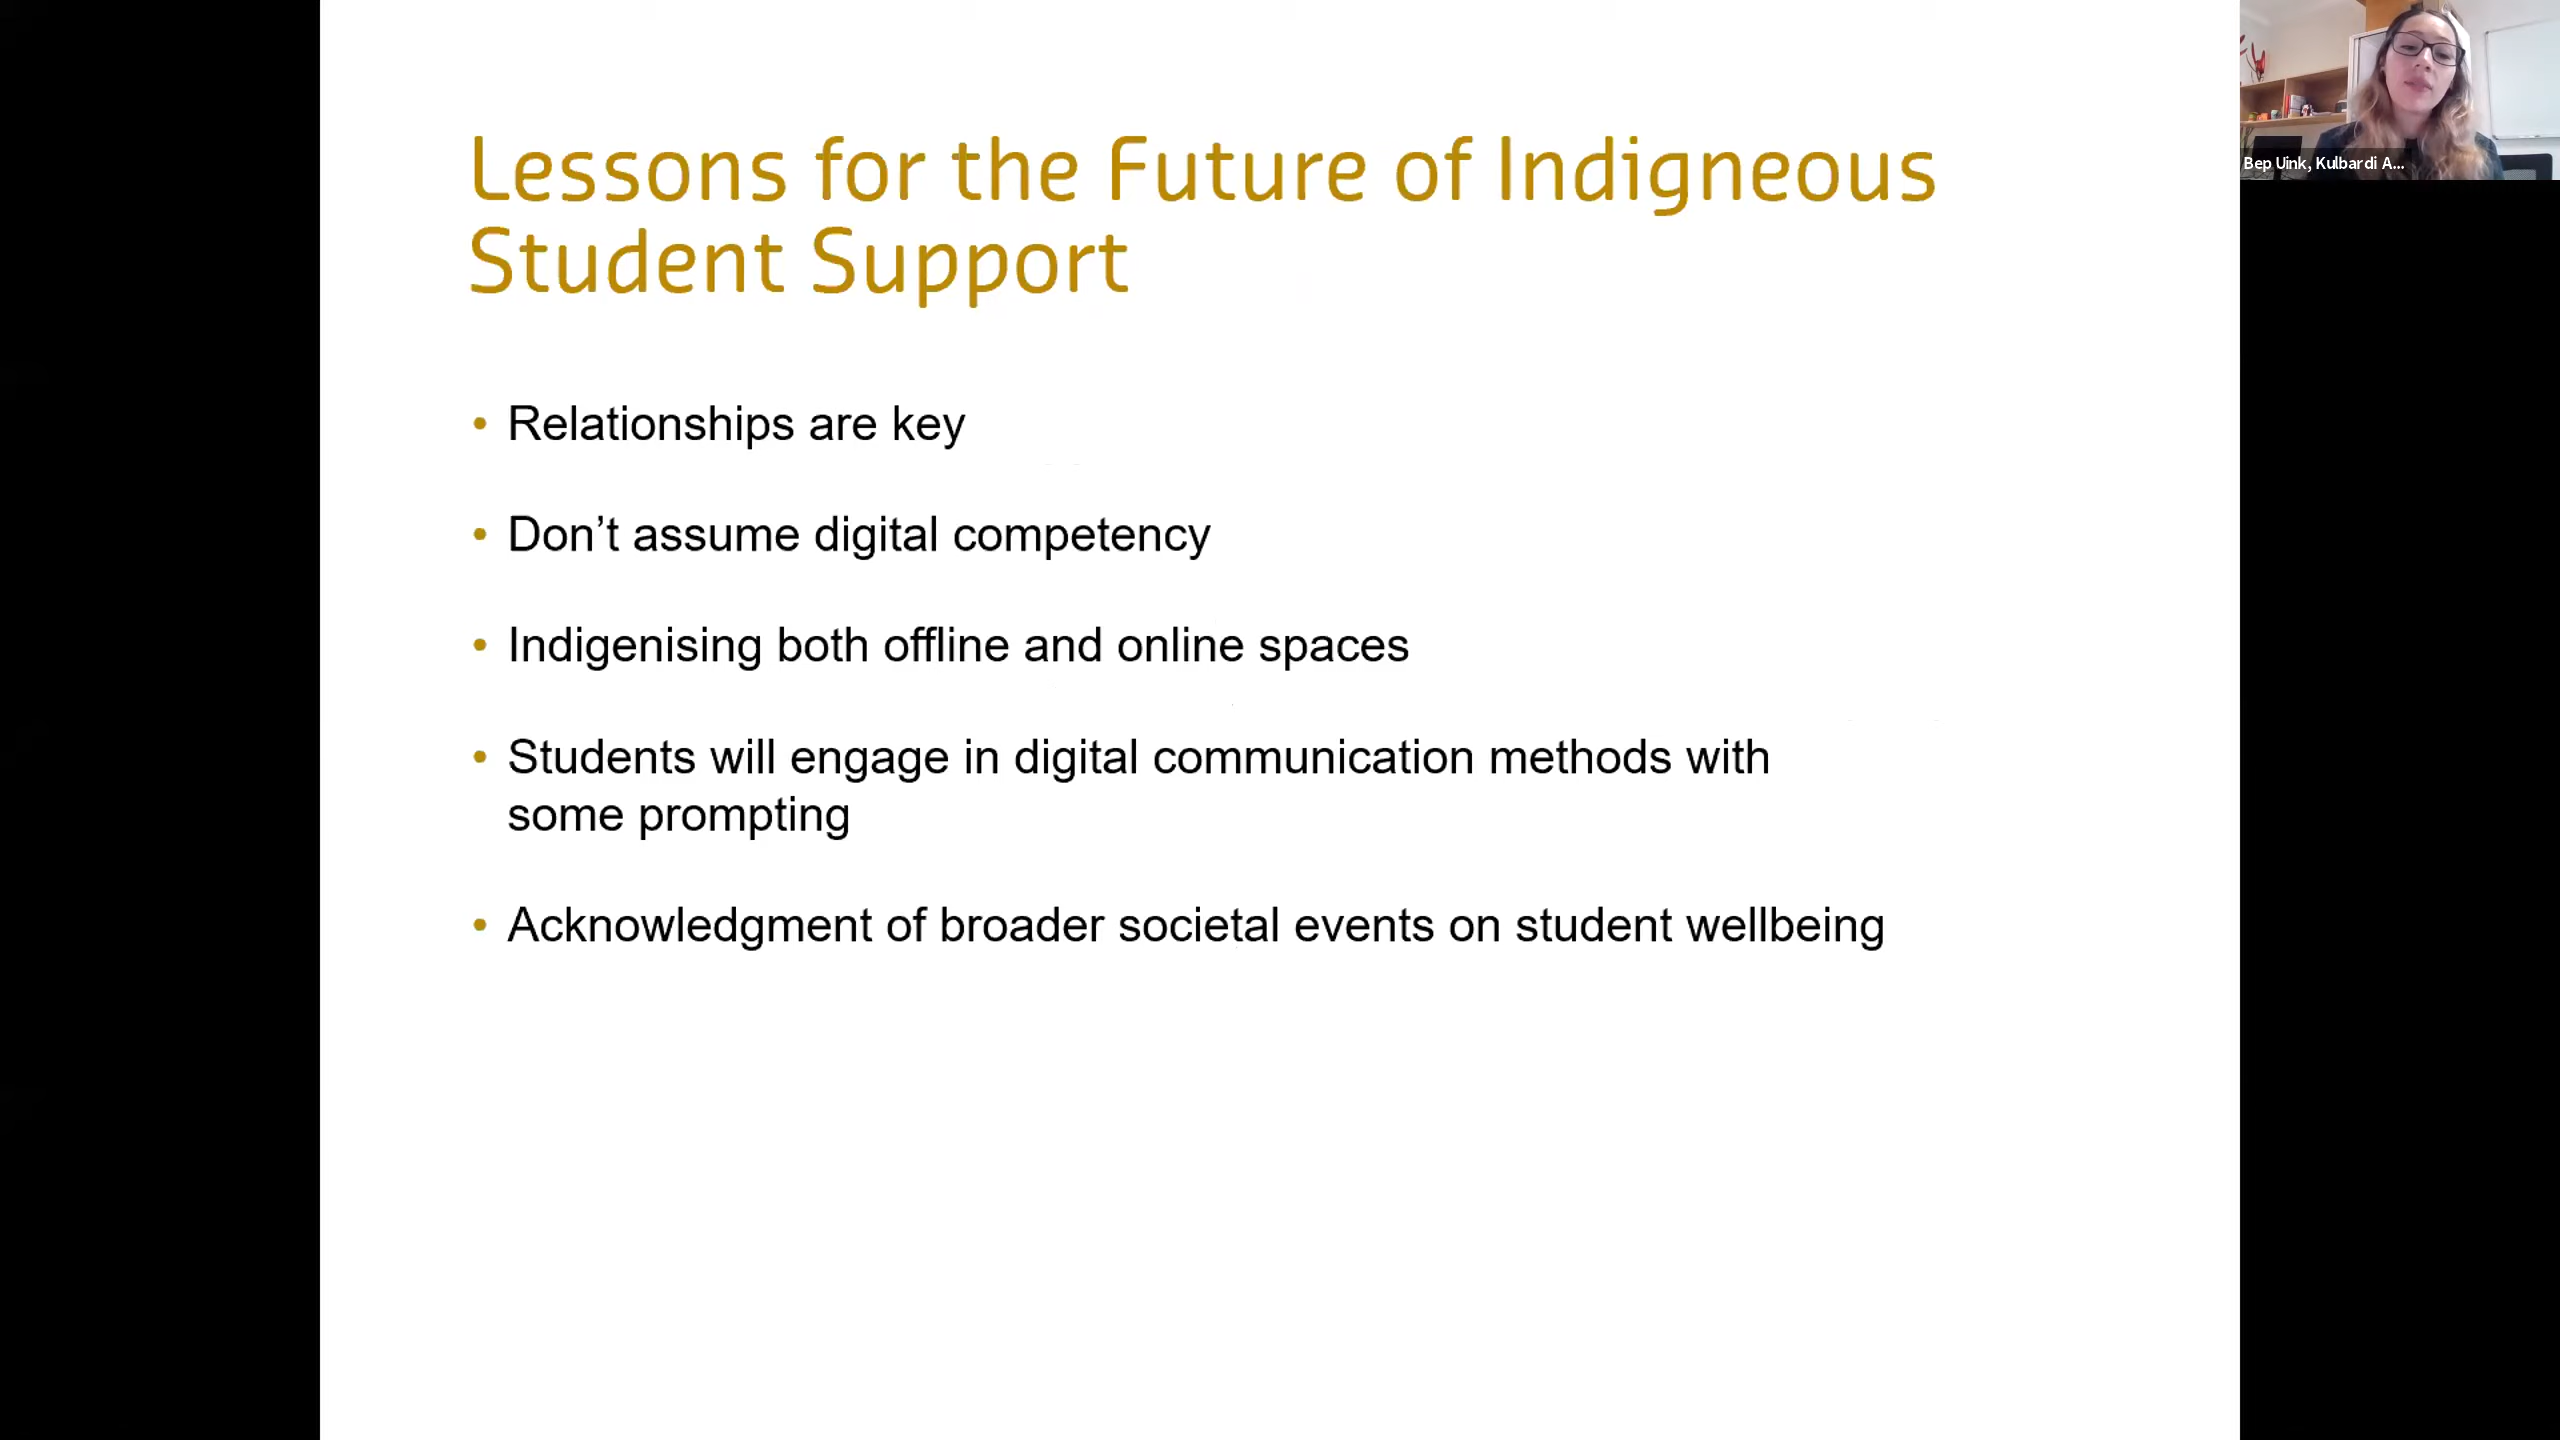 Lessons for the Future of Indigneous
Student Support
• Relationships are key
• Don’t assume digital competency
• Indigenising both offline and online spaces
• Students will engage in digital communication methods with
some prompting
• Acknowledgment of broader societal events on student wellbeing
Bep Uink, Kulbardi A...